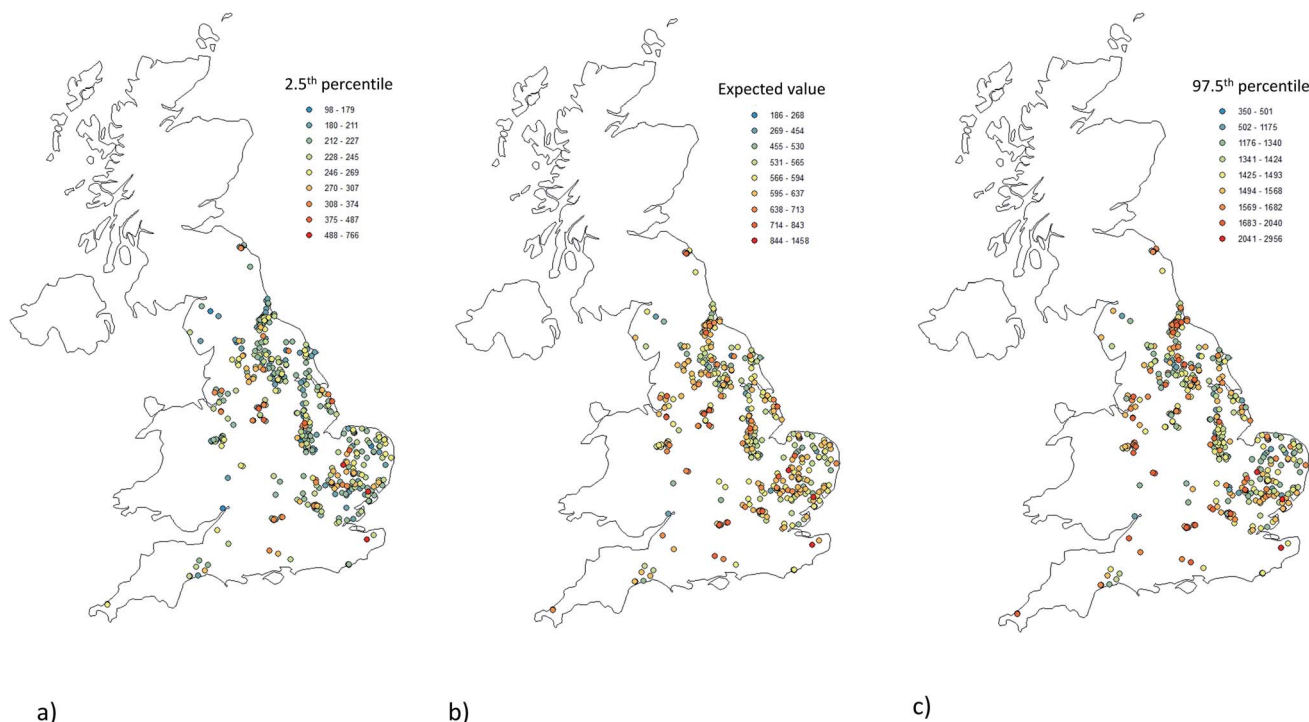 2.5th percentile
98 - 179
180 - 211
212 - 227
228 - 245
246 - 269
270 - 307
308 - 374
375 - 487
488 - 766
Expected value
186 - 268
269 - 454
455 - 530
531 - 565
566 - 594
595 - 637
638 - 713
714 - 843
844 - 1458
97.5th percentile
350 - 501
502 - 1175
1176 - 1340
1341 - 1424
1425 - 1493
1494 - 1568
1569 - 1682
1683 - 2040
2041 - 2956
a)
b)
c)